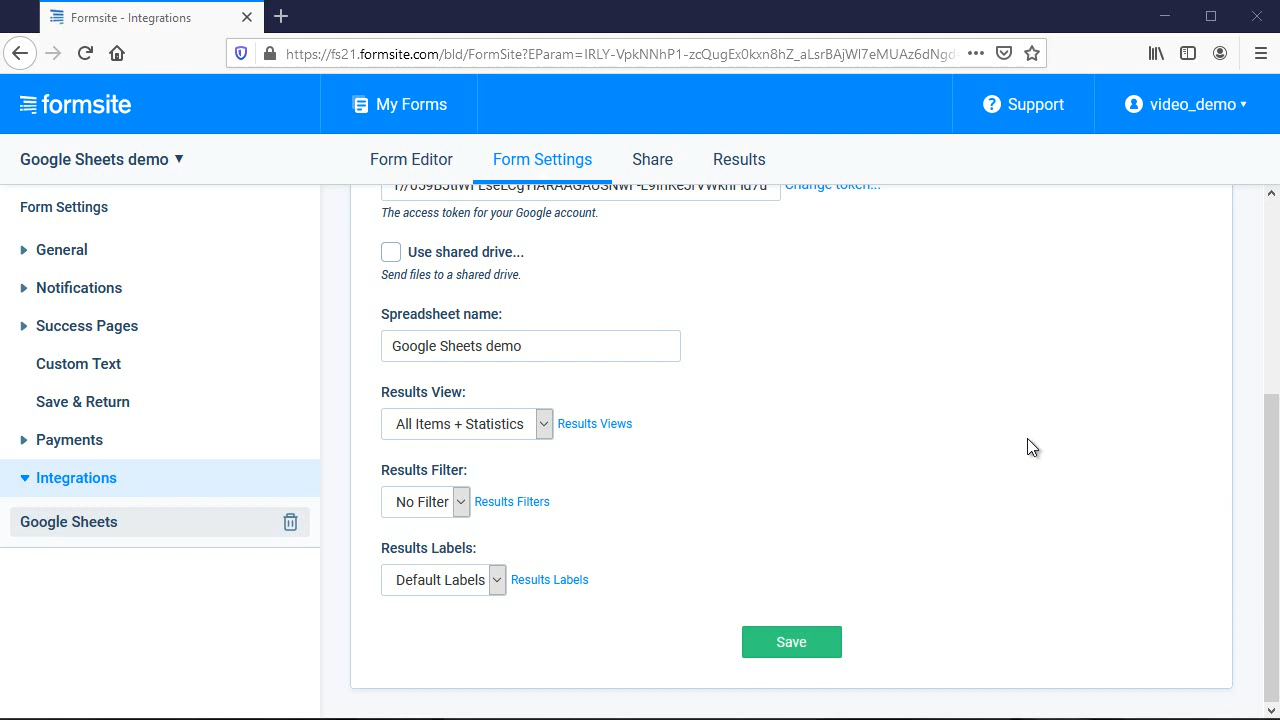 Formsite - Integrations
https://fs21.formsite.com/bld/FormSite?EParam=IRLY-VpkNNhP1-zcQugEx0kxn8hZ_aLsrBAjWI7eMUAz6dNgd
formsite
My Forms
Support
video_demo
Google Sheets demo
Form Editor
Form Settings
Share
Results
Form Settings
General
Notifications
Success Pages
Custom Text
Save & Return
Payments
Integrations
Google Sheets
Change token...
The access token for your Google account.
Use shared drive...
Send files to a shared drive.
Spreadsheet name:
Google Sheets demo
Results View:
All Items + Statistics Results Views
Results Filter:
No Filter Results Filters
Results Labels:
Default Labels Results Labels
Save